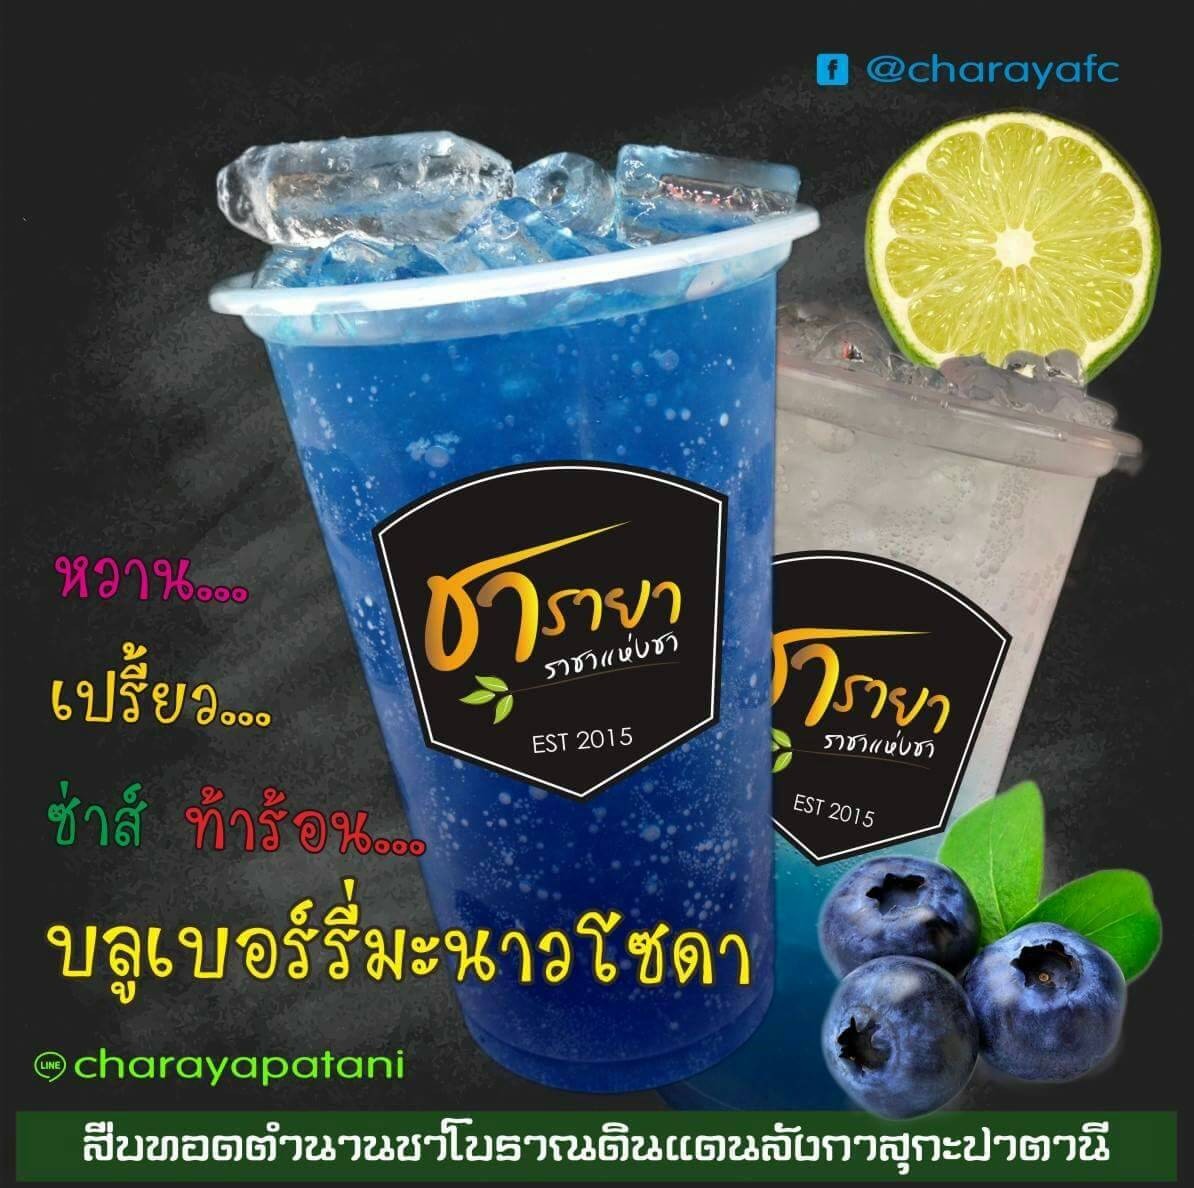 @charayafc
ชารายา
ราชาแห่งชา
EST 2015
ชารายา
ราชาแห่งชา
EST 2015
หวาน...
เปรี้ยว...
ซ่าส์ ท้าร้อน...
บลูเบอร์รี่มะนาวโซดา
LINE charayapatani
สืบทอดตำนานชาโบราณดินแดนลังกาสุกะปาตานี